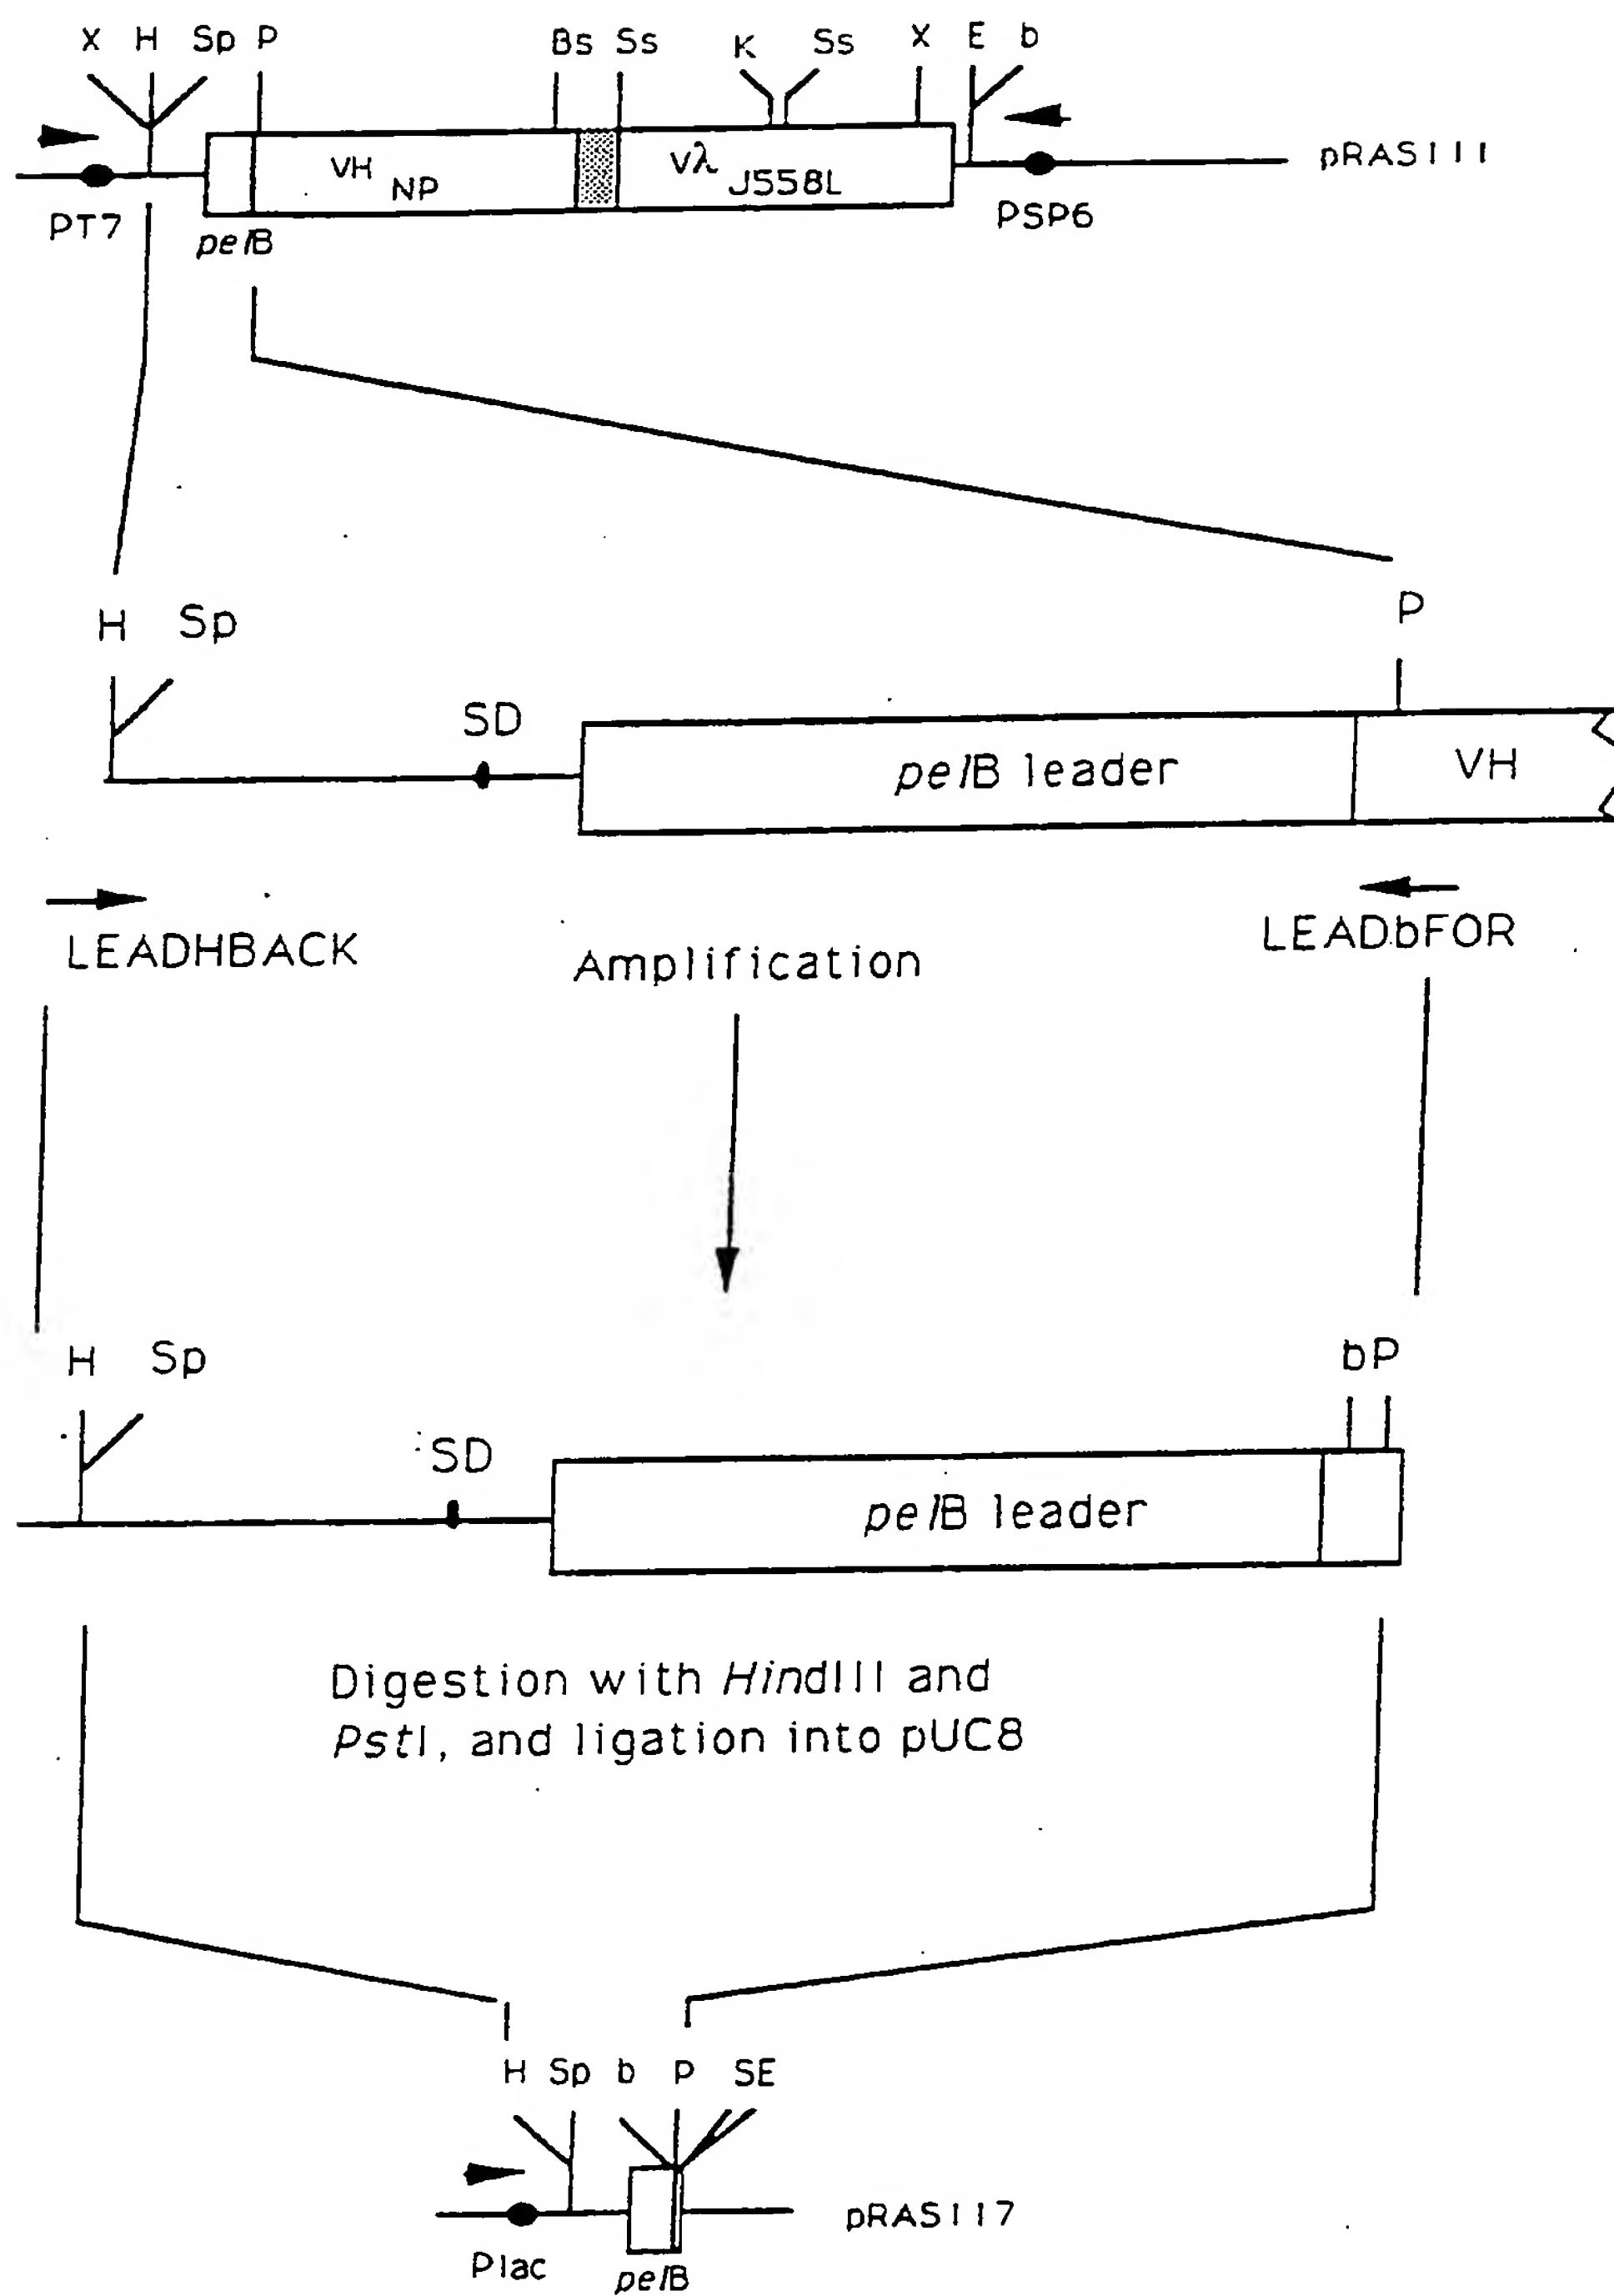 X H Sp P Bs Ss K Ss X E b
VH NP Vλ J558L pRAS111
PT7 pelB PSP6
H Sp P
SD
pelB leader VH
LEADHBACK Amplification LEADbFOR
H Sp bP
SD
pelB leader
Digestion with HindIII and
PstI, and ligation into pUC8
H Sp b P SE
pRAS117
Plac pelB